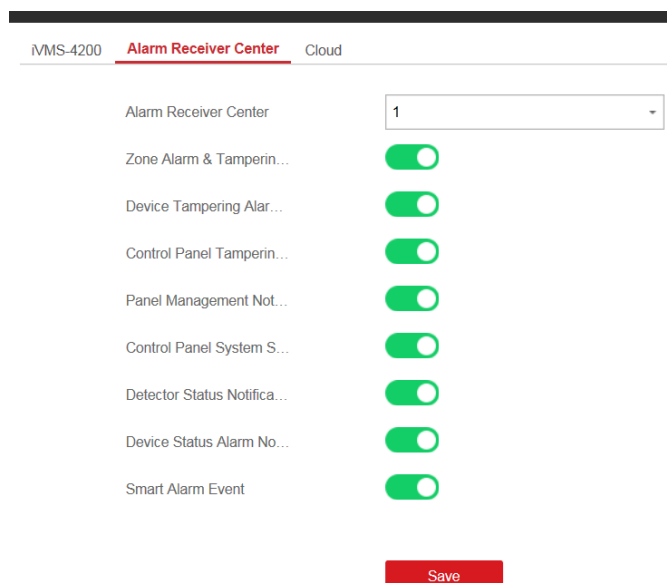 iVMS-4200 Alarm Receiver Center Cloud
Alarm Receiver Center 1
Zone Alarm & Tamperin...
Device Tampering Alar...
Control Panel Tamperin...
Panel Management Not...
Control Panel System S...
Detector Status Notifica...
Device Status Alarm No...
Smart Alarm Event
Save